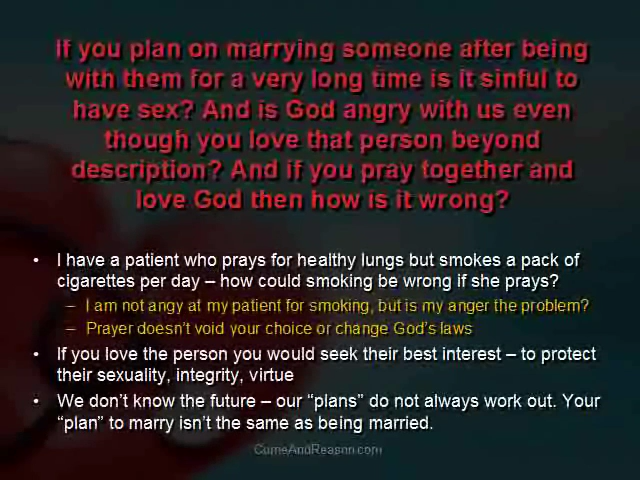 If you plan on marrying someone after being
with them for a very long time is it sinful to
have sex? And is God angry with us even
though you love that person beyond
description? And if you pray together and
love God then how is it wrong?
• I have a patient who prays for healthy lungs but smokes a pack of
cigarettes per day – how could smoking be wrong if she prays?
– I am not angy at my patient for smoking, but is my anger the problem?
– Prayer doesn't void your choice or change God's laws
• If you love the person you would seek their best interest – to protect
their sexuality, integrity, virtue
• We don't know the future – our "plans" do not always work out. Your
"plan" to marry isn't the same as being married.
ComeAndReason.com